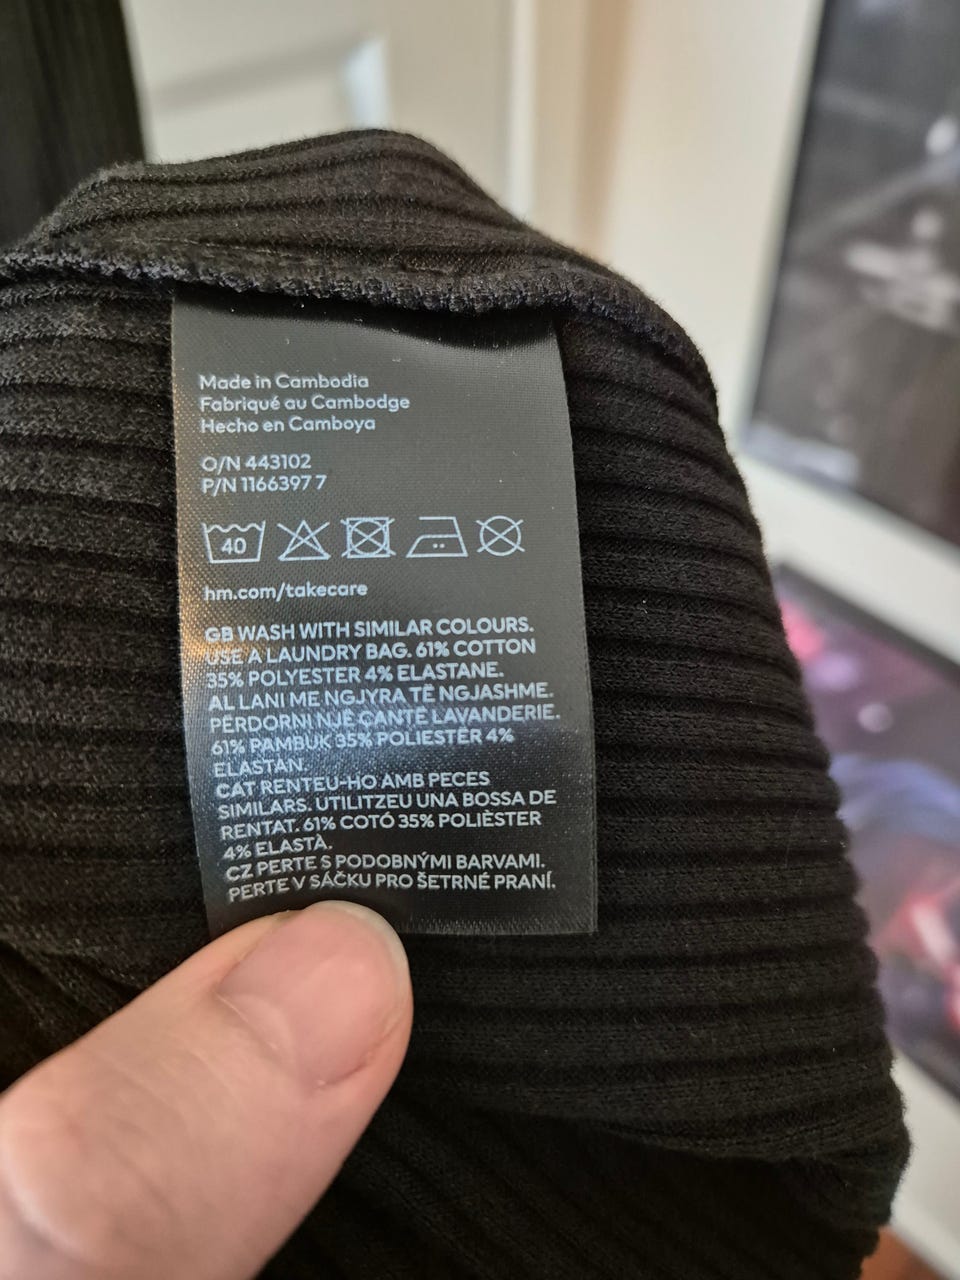 Made in Cambodia
Fabriqué au Cambodge
Hecho en Camboya
O/N 443102
P/N 1166397 7
40
hm.com/takecare
GB WASH WITH SIMILAR COLOURS.
USE A LAUNDRY BAG. 61% COTTON
35% POLYESTER 4% ELASTANE.
AL LANI ME NGJYRA TË NGJASHME.
PËRDORNI NJË ÇANTË LAVANDERIE.
61% PAMBUK 35% POLIESTËR 4%
ELASTAN.
CAT RENTEU-HO AMB PECES
SIMILARS. UTILITZEU UNA BOSSA DE
RENTAT. 61% COTÓ 35% POLIÈSTER
4% ELASTÀ.
CZ PERTE S PODOBNÝMI BARVAMI.
PERTE V SÁČKU PRO ŠETRNÉ PRANÍ.